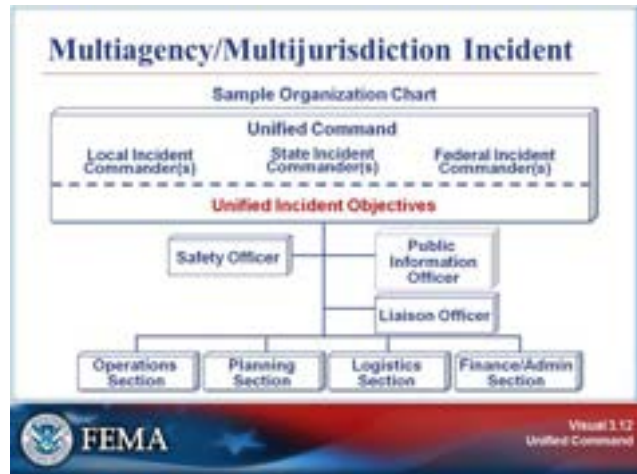 Multiagency/Multijurisdiction Incident
Sample Organization Chart
Unified Command
Local Incident
Commander(s)
State Incident
Commander(s)
Federal Incident
Commander(s)
Unified Incident Objectives
Safety Officer
Public
Information
Officer
Liaison Officer
Operations
Section
Planning
Section
Logistics
Section
Finance/Admin
Section
FEMA
Visual 3.12
Unified Command